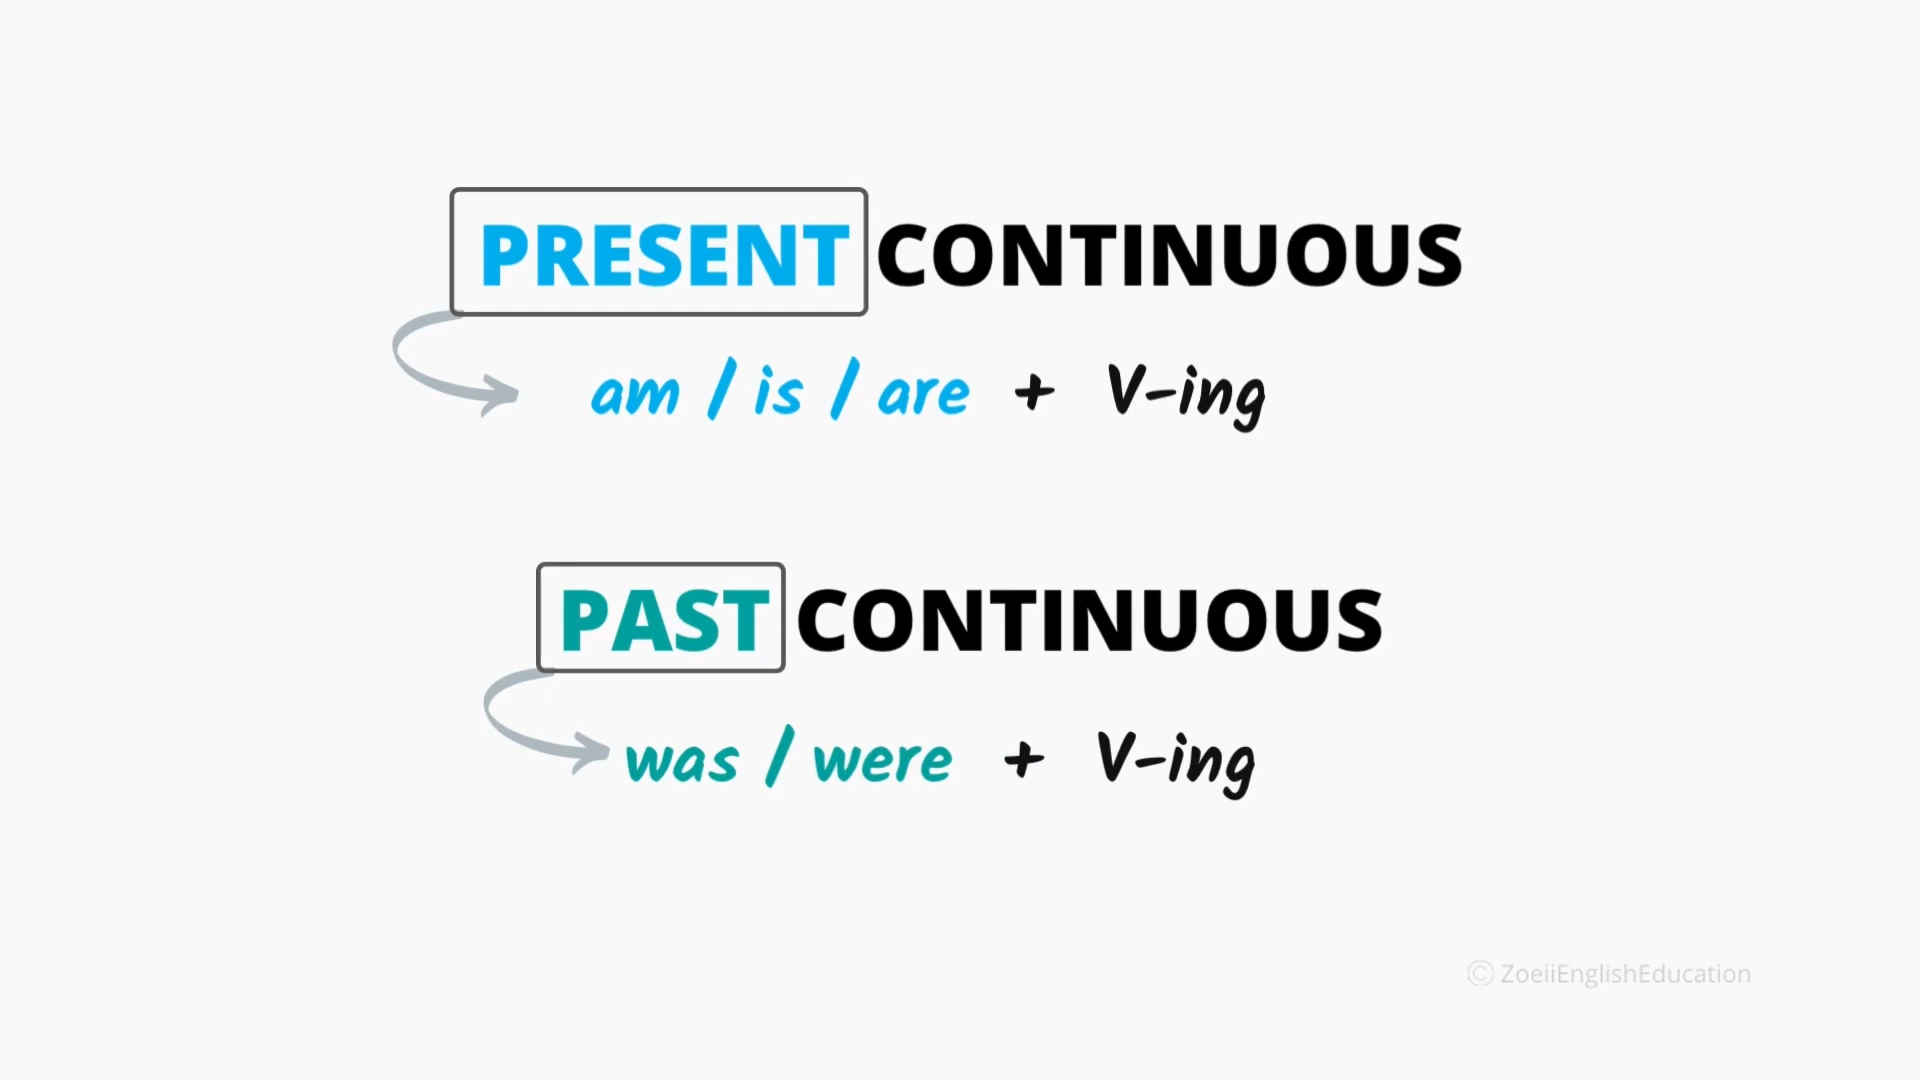 PRESENT CONTINUOUS
am / is / are + V-ing
PAST CONTINUOUS
was / were + V-ing
© ZoeiiEnglishEducation